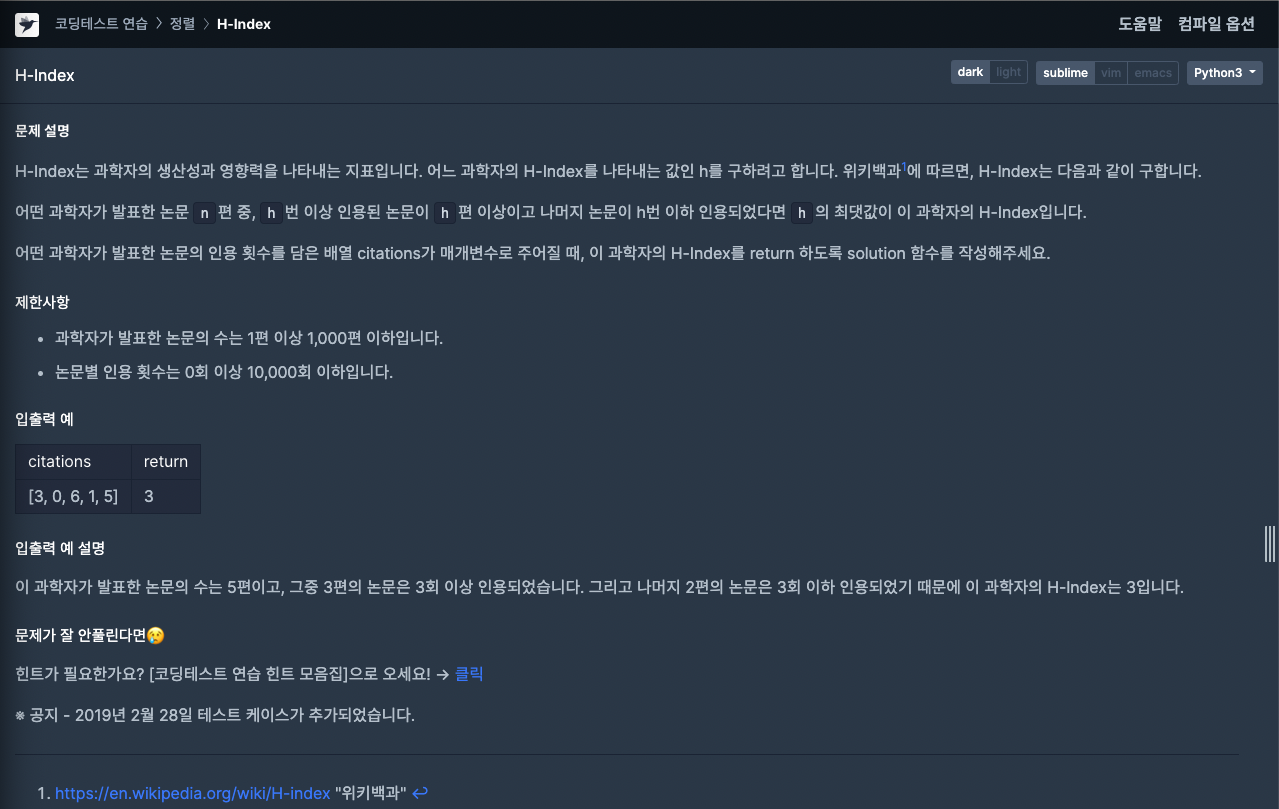 코딩테스트 연습 > 정렬 > H-Index
도움말 컴파일 옵션
H-Index
dark light sublime vim emacs Python3
문제 설명
H-Index는 과학자의 생산성과 영향력을 나타내는 지표입니다. 어느 과학자의 H-Index를 나타내는 값인 h를 구하려고 합니다. 위키백과1에 따르면, H-Index는 다음과 같이 구합니다.
어떤 과학자가 발표한 논문 n편 중, h번 이상 인용된 논문이 h편 이상이고 나머지 논문이 h번 이하 인용되었다면 h의 최댓값이 이 과학자의 H-Index입니다.
어떤 과학자가 발표한 논문의 인용 횟수를 담은 배열 citations가 매개변수로 주어질 때, 이 과학자의 H-Index를 return 하도록 solution 함수를 작성해주세요.
제한사항
• 과학자가 발표한 논문의 수는 1편 이상 1,000편 이하입니다.
• 논문별 인용 횟수는 0회 이상 10,000회 이하입니다.
입출력 예
citations return
[3, 0, 6, 1, 5] 3
입출력 예 설명
이 과학자가 발표한 논문의 수는 5편이고, 그중 3편의 논문은 3회 이상 인용되었습니다. 그리고 나머지 2편의 논문은 3회 이하 인용되었기 때문에 이 과학자의 H-Index는 3입니다.
문제가 잘 안풀린다면😢
힌트가 필요한가요? [코딩테스트 연습 힌트 모음집]으로 오세요! → 클릭
※ 공지 - 2019년 2월 28일 테스트 케이스가 추가되었습니다.
1. https://en.wikipedia.org/wiki/H-index "위키백과" ↩